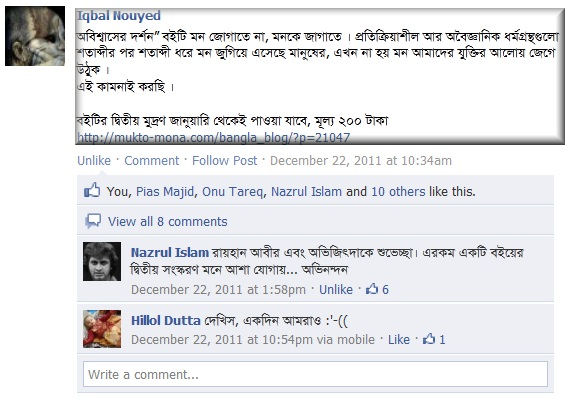 Iqbal Nouyed
অবিশ্বাসের দর্শন” বইটি মন জোগাতে না, মনকে জাগাতে । প্রতিক্রিয়াশীল আর অবৈজ্ঞানিক ধর্মগ্রন্থগুলো
শতাব্দীর পর শতাব্দী ধরে মন জুগিয়ে এসেছে মানুষের, এখন না হয় মন আমাদের যুক্তির আলোয় জেগে
উঠুক ।
এই কামনাই করছি ।
বইটির দ্বিতীয় মুদ্রণ জানুয়ারি থেকেই পাওয়া যাবে, মূল্য ২০০ টাকা
http://mukto-mona.com/bangla_blog/?p=21047
Unlike · Comment · Follow Post · December 22, 2011 at 10:34am
You, Pias Majid, Onu Tareq, Nazrul Islam and 10 others like this.
View all 8 comments
Nazrul Islam রায়হান আবীর এবং অভিজিৎদাকে শুভেচ্ছা। এরকম একটি বইয়ের
দ্বিতীয় সংস্করণ মনে আশা যোগায়... অভিনন্দন
December 22, 2011 at 1:58pm · Unlike · 6
Hillol Dutta দেখিস, একদিন আমরাও :'-((
December 22, 2011 at 10:54pm via mobile · Like · 1
Write a comment...